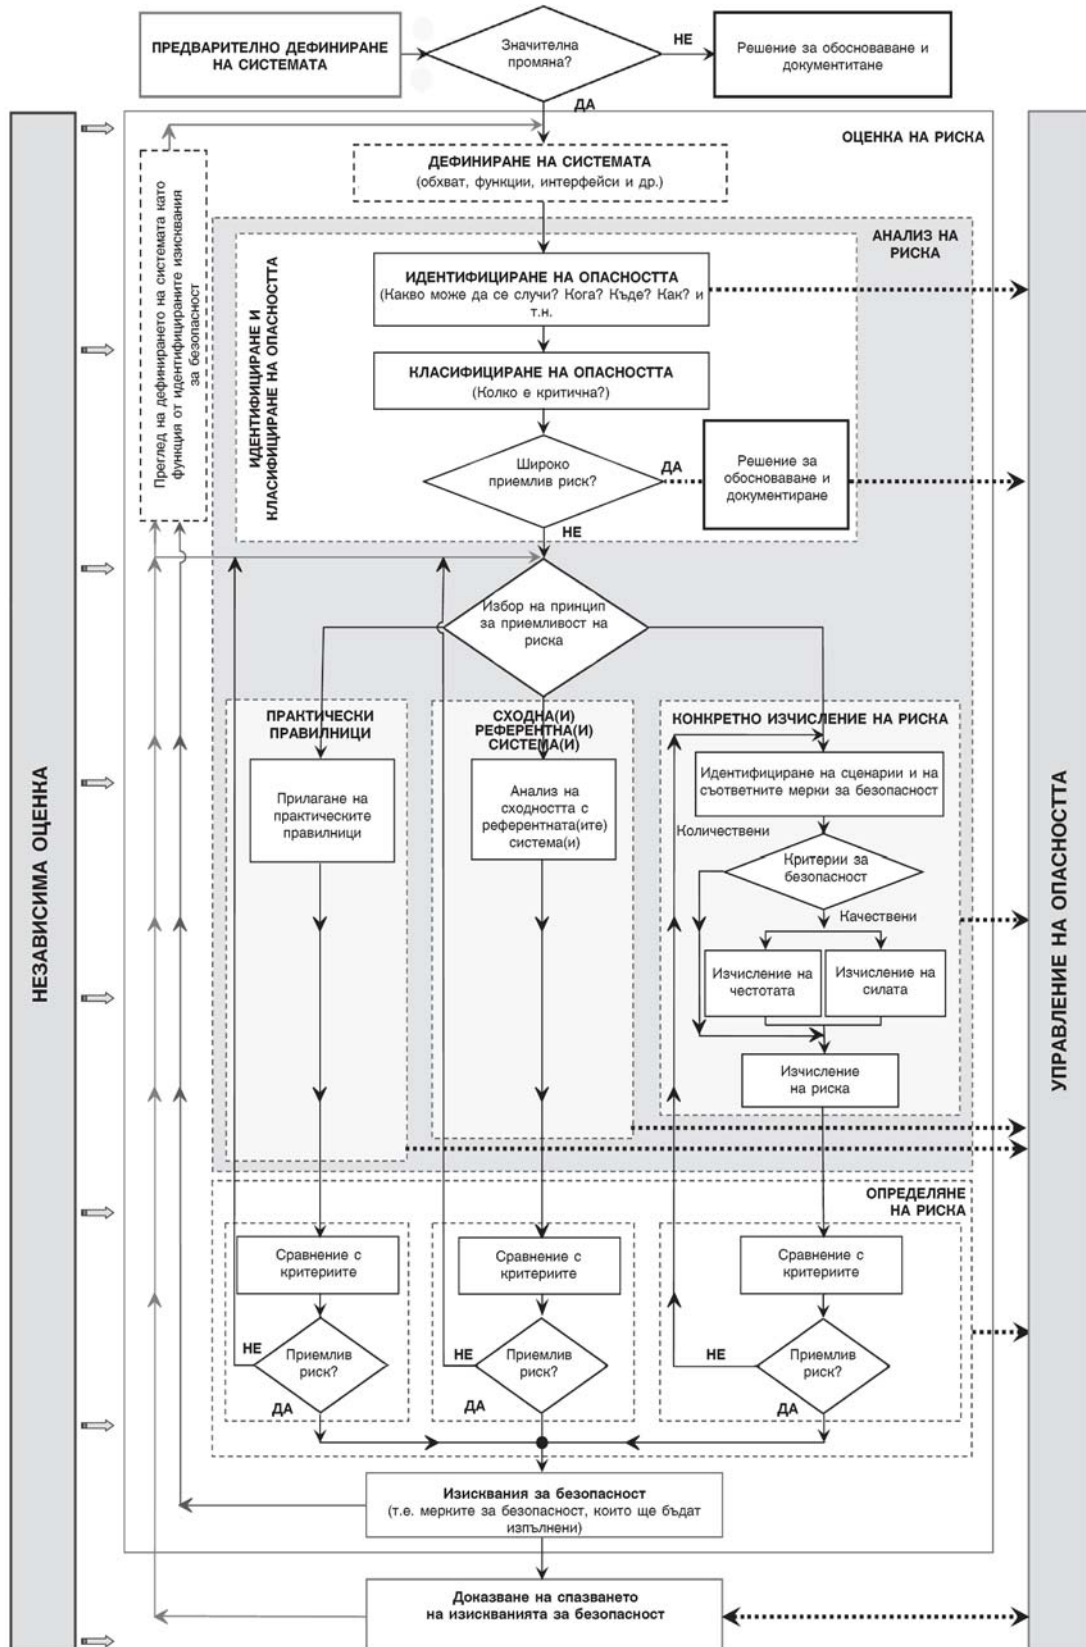 ПРЕДВАРИТЕЛНО ДЕФИНИРАНЕ
НА СИСТЕМАТА
Значителна
промяна?
НЕ
Решение за обосноваване и
документитане
ДА
ОЦЕНКА НА РИСКА
ДЕФИНИРАНЕ НА СИСТЕМАТА
(обхват, функции, интерфейси и др.)
Преглед на дефинирането на системата като
функция от идентифицираните изисквания
за безопасност
АНАЛИЗ НА
РИСКА
ИДЕНТИФИЦИРАНЕ И
КЛАСИФИЦИРАНЕ НА ОПАСНОСТТА
ИДЕНТИФИЦИРАНЕ НА ОПАСНОСТТА
(Какво може да се случи? Кога? Къде? Как? и
т.н.
КЛАСИФИЦИРАНЕ НА ОПАСНОСТТА
(Колко е критична?)
Широко
приемлив риск?
ДА
Решение за
обосноваване и
документиране
НЕ
Избор на принцип
за приемливост на
риска
ПРАКТИЧЕСКИ
ПРАВИЛНИЦИ
СХОДНА(И)
РЕФЕРЕНТНА(И)
СИСТЕМА(И)
КОНКРЕТНО ИЗЧИСЛЕНИЕ НА РИСКА
Прилагане на
практическите
правилници
Анализ на
сходността с
референтната(ите)
система(и)
Идентифициране на сценарии и на
съответните мерки за безопасност
Количествени
Критерии за
безопасност
Качествени
Изчисление на
честотата
Изчисление на
силата
Изчисление
на риска
НЕЗАВИСИМА ОЦЕНКА
УПРАВЛЕНИЕ НА ОПАСНОСТТА
ОПРЕДЕЛЯНЕ
НА РИСКА
Сравнение с
критериите
Сравнение с
критериите
Сравнение с
критериите
НЕ
Приемлив
риск?
ДА
НЕ
Приемлив
риск?
ДА
НЕ
Приемлив
риск?
ДА
Изисквания за безопасност
(т.е. мерките за безопасност, които ще бъдат
изпълнени)
Доказване на спазването
на изискванията за безопасност